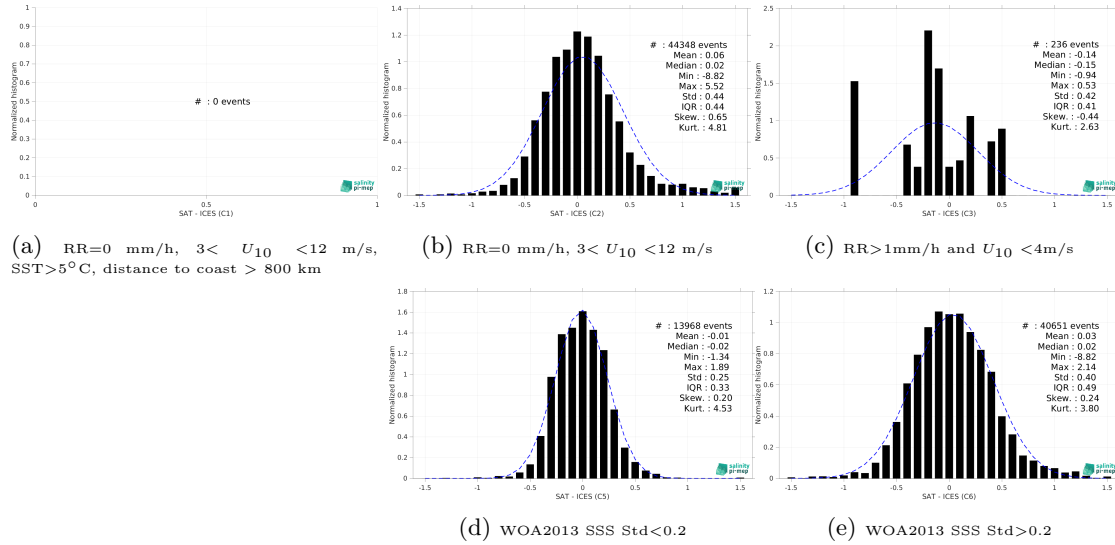 Normalized histogram
1
0.9
0.8
0.7
0.6
0.5
0.4
0.3
0.2
0.1
0
# : 0 events
salinity
pi-mep
0
0.5
1
SAT - ICES (C1)
(a) RR=0 mm/h, 3< U10 <12 m/s,
SST>5°C, distance to coast > 800 km
Normalized histogram
1.4
1.2
1
0.8
0.6
0.4
0.2
0
# : 44348 events
Mean : 0.06
Median : 0.02
Min : -8.82
Max : 5.52
Std : 0.44
IQR : 0.44
Skew. : 0.65
Kurt. : 4.81
salinity
pi-mep
-1.5
-1
-0.5
0
0.5
1
1.5
SAT - ICES (C2)
(b) RR=0 mm/h, 3< U10 <12 m/s
Normalized histogram
2.5
2
1.5
1
0.5
0
# : 236 events
Mean : -0.14
Median : -0.15
Min : -0.94
Max : 0.53
Std : 0.42
IQR : 0.41
Skew. : -0.44
Kurt. : 2.63
salinity
pi-mep
-1.5
-1
-0.5
0
0.5
1
1.5
SAT - ICES (C3)
(c) RR>1mm/h and U10 <4m/s
Normalized histogram
1.8
1.6
1.4
1.2
1
0.8
0.6
0.4
0.2
0
# : 13968 events
Mean : -0.01
Median : -0.02
Min : -1.34
Max : 1.89
Std : 0.25
IQR : 0.33
Skew. : 0.20
Kurt. : 4.53
salinity
pi-mep
-1.5
-1
-0.5
0
0.5
1
1.5
SAT - ICES (C5)
(d) WOA2013 SSS Std<0.2
Normalized histogram
1.2
1
0.8
0.6
0.4
0.2
0
# : 40651 events
Mean : 0.03
Median : 0.02
Min : -8.82
Max : 2.14
Std : 0.40
IQR : 0.49
Skew. : 0.24
Kurt. : 3.80
salinity
pi-mep
-1.5
-1
-0.5
0
0.5
1
1.5
SAT - ICES (C6)
(e) WOA2013 SSS Std>0.2